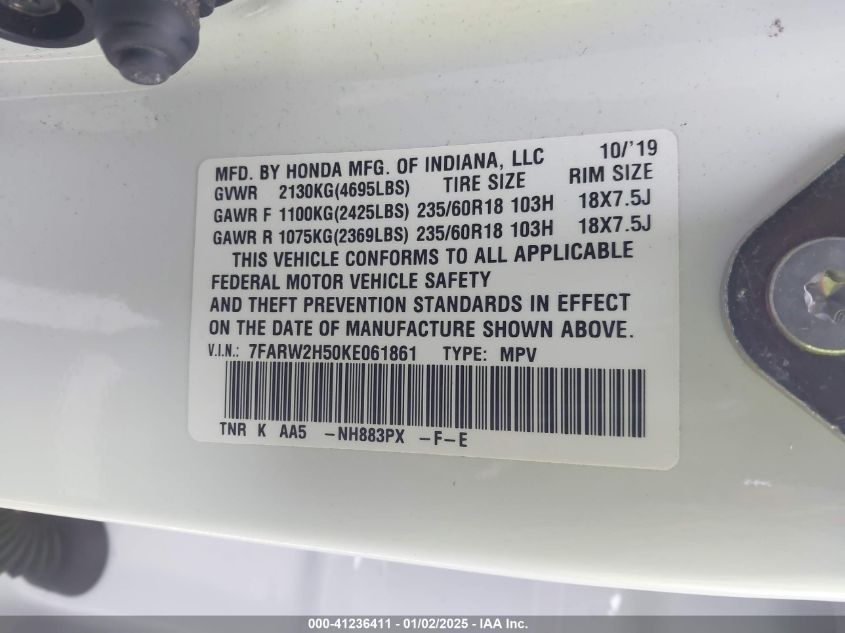 MFD. BY HONDA MFG. OF INDIANA, LLC 10/'19
GVWR 2130KG(4695LBS) TIRE SIZE RIM SIZE
GAWR F 1100KG(2425LBS) 235/60R18 103H 18X7.5J
GAWR R 1075KG(2369LBS) 235/60R18 103H 18X7.5J
THIS VEHICLE CONFORMS TO ALL APPLICABLE
FEDERAL MOTOR VEHICLE SAFETY
AND THEFT PREVENTION STANDARDS IN EFFECT
ON THE DATE OF MANUFACTURE SHOWN ABOVE.
V.I.N.: 7FARW2H50KE061861 TYPE: MPV
TNR K AA5 -NH883PX -F-E
000-41236411 — 01/02/2025 — IAA Inc.